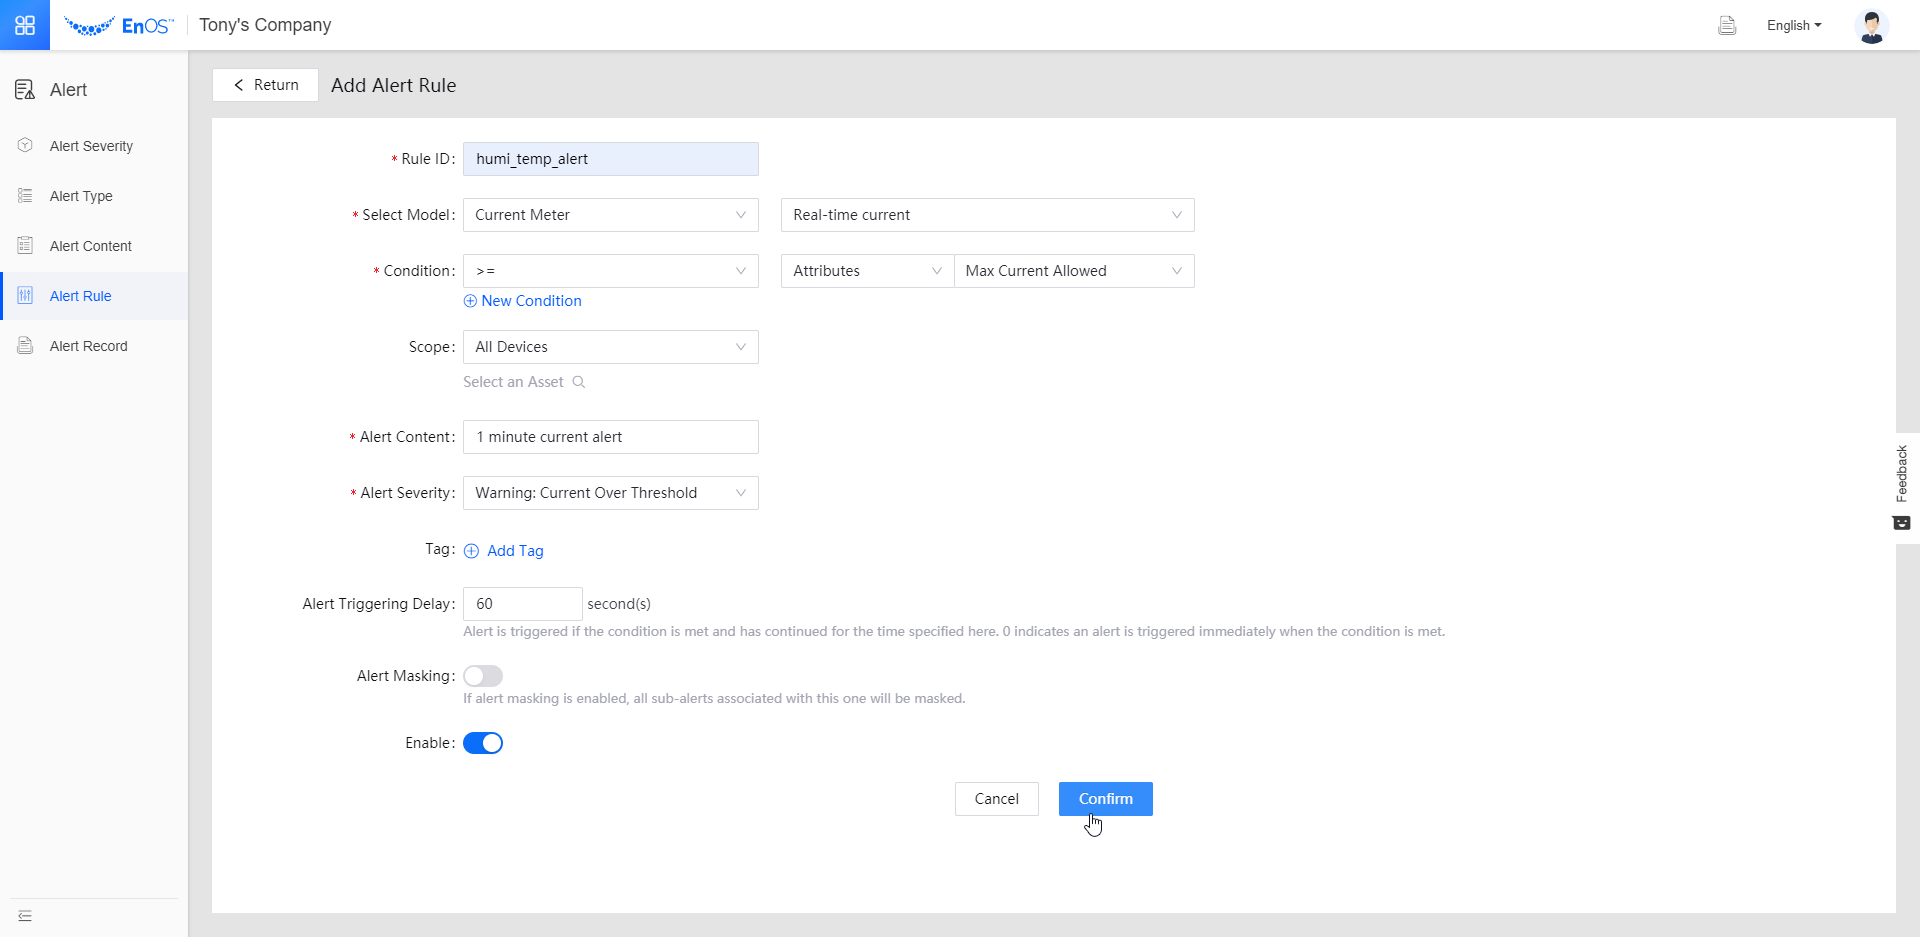 EnOS™ Tony's Company English
Alert
Alert Severity
Alert Type
Alert Content
Alert Rule
Alert Record
Return Add Alert Rule
* Rule ID: humi_temp_alert
* Select Model: Current Meter Real-time current
* Condition: >= Attributes Max Current Allowed
New Condition
Scope: All Devices
Select an Asset
* Alert Content: 1 minute current alert
* Alert Severity: Warning: Current Over Threshold
Tag: Add Tag
Alert Triggering Delay: 60 second(s)
Alert is triggered if the condition is met and has continued for the time specified here. 0 indicates an alert is triggered immediately when the condition is met.
Alert Masking:
If alert masking is enabled, all sub-alerts associated with this one will be masked.
Enable:
Cancel Confirm
Feedback